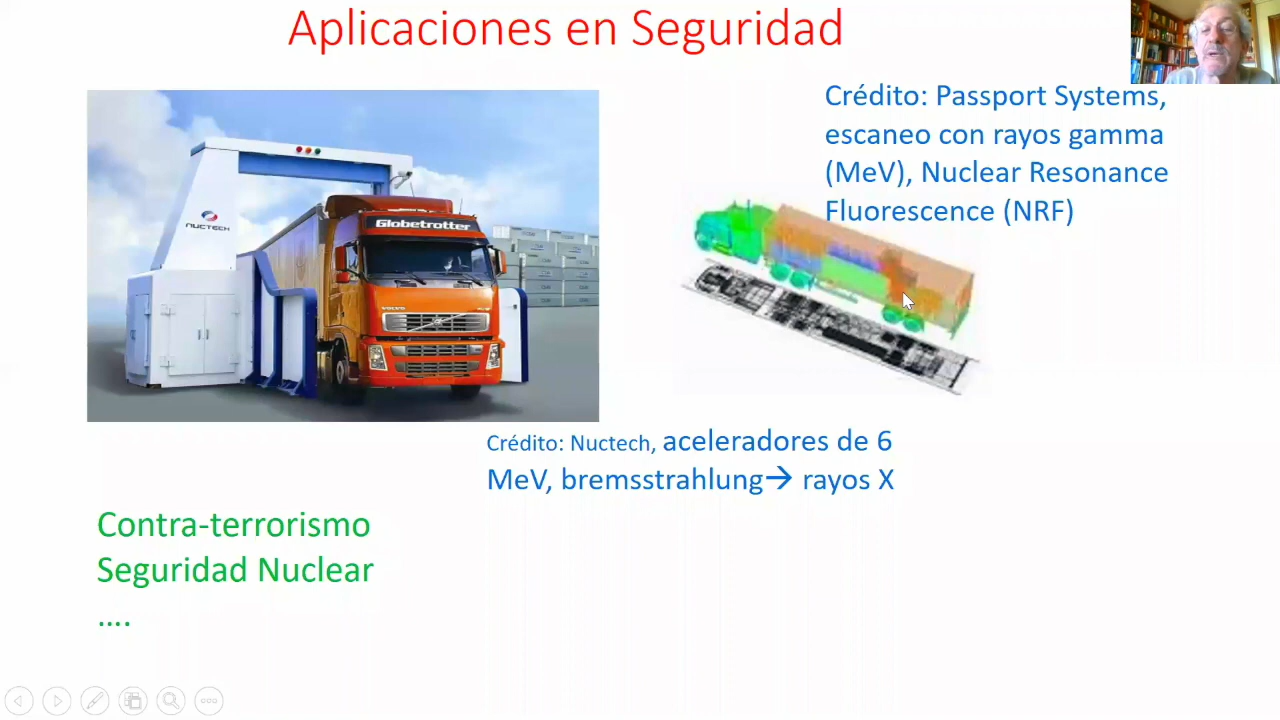 Aplicaciones en Seguridad
Crédito: Passport Systems,
escaneo con rayos gamma
(MeV), Nuclear Resonance
Fluorescence (NRF)
NUCTECH
Globetrotter
VOLVO
Crédito: Nuctech, aceleradores de 6
MeV, bremsstrahlung→ rayos X
Contra-terrorismo
Seguridad Nuclear
....